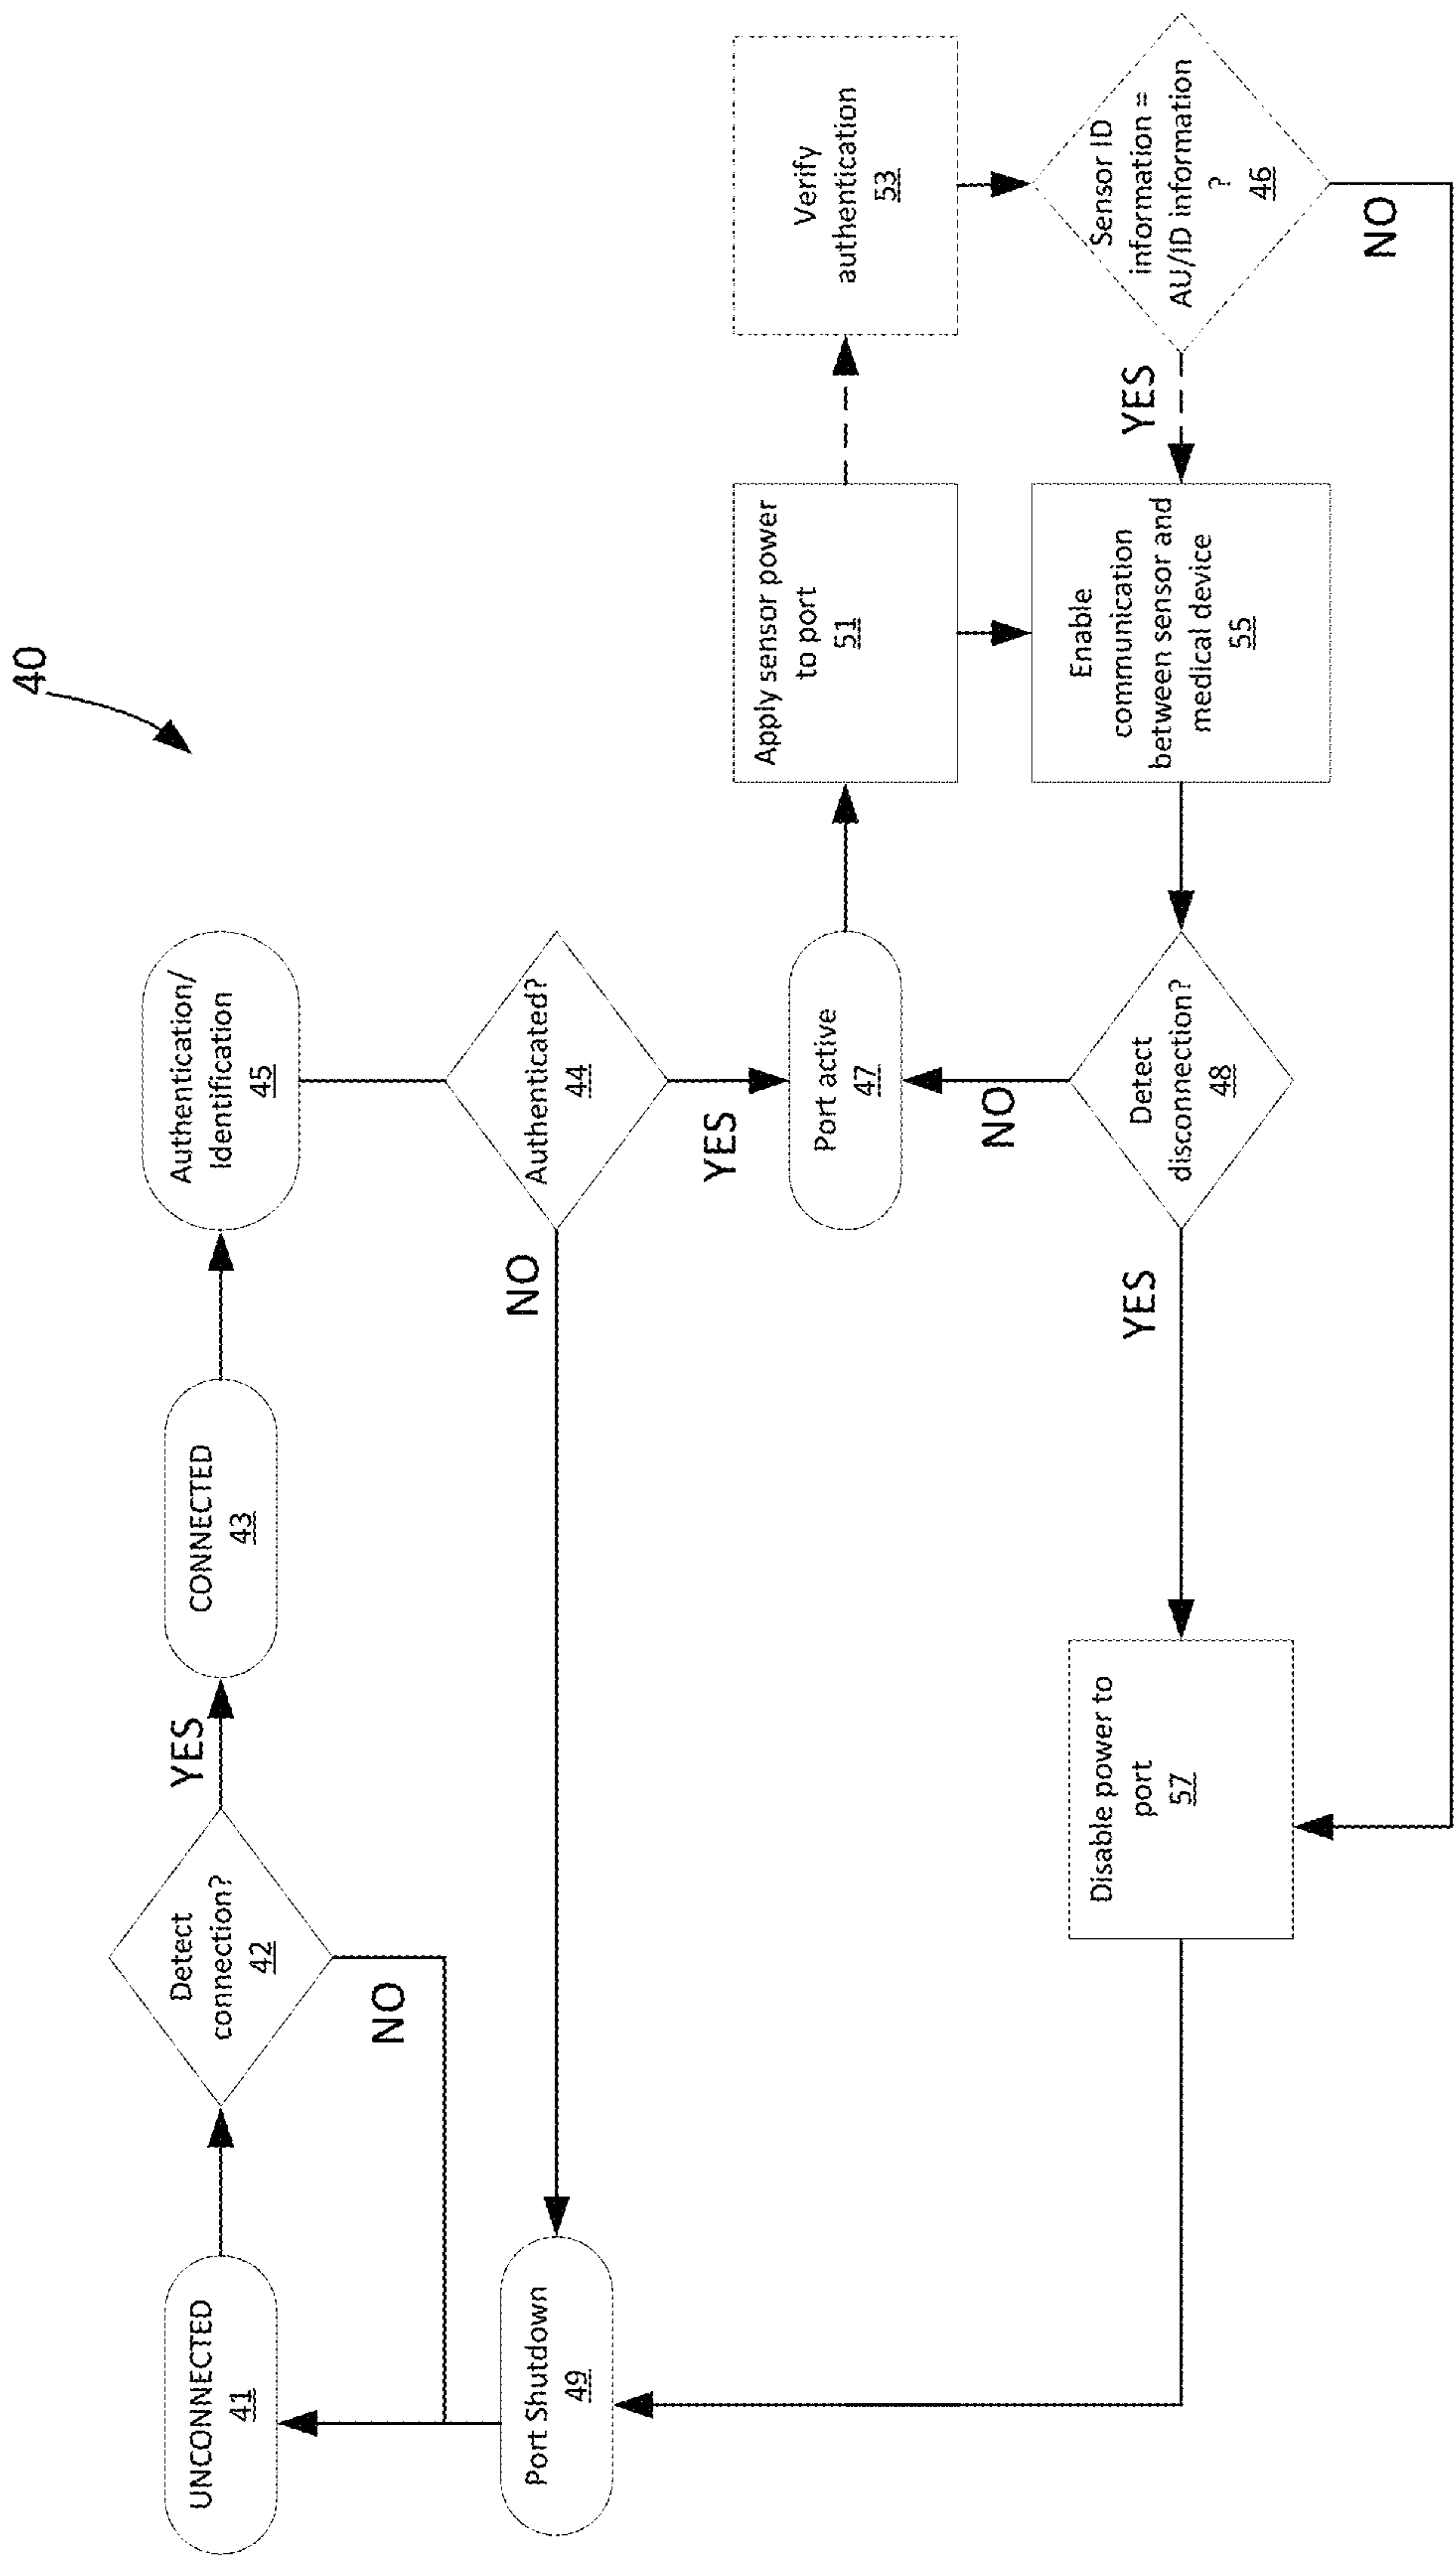 40
UNCONNECTED
41
Detect
connection?
42
YES
NO
CONNECTED
43
Authentication/
Identification
45
Authenticated?
44
NO
YES
Port Shutdown
49
Port active
47
Apply sensor power
to port
51
Verify
authentication
53
Sensor ID
information =
AU/ID information
?
46
YES
NO
Enable
communication
between sensor and
medical device
55
Detect
disconnection?
48
NO
YES
Disable power to
port
57